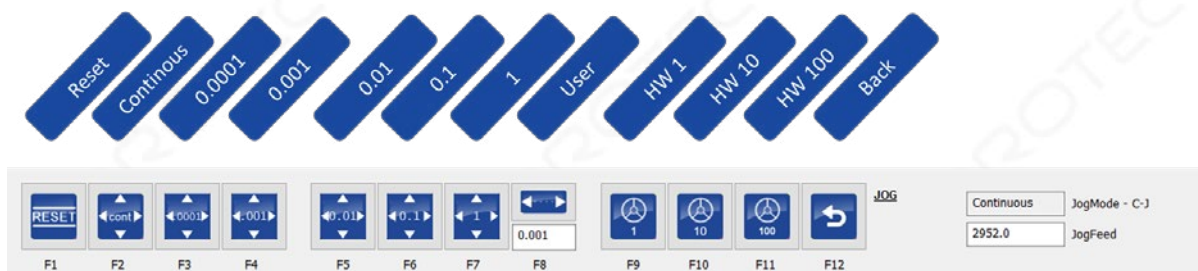 Reset
Continous
0.0001
0.001
0.01
0.1
1
User
HW 1
HW 10
HW 100
Back
RESET
cont
.0001
.001
0.01
0.1
1
0.001
1
10
100
JOG
Continuous JogMode - C-J
2952.0 JogFeed
F1 F2 F3 F4 F5 F6 F7 F8 F9 F10 F11 F12